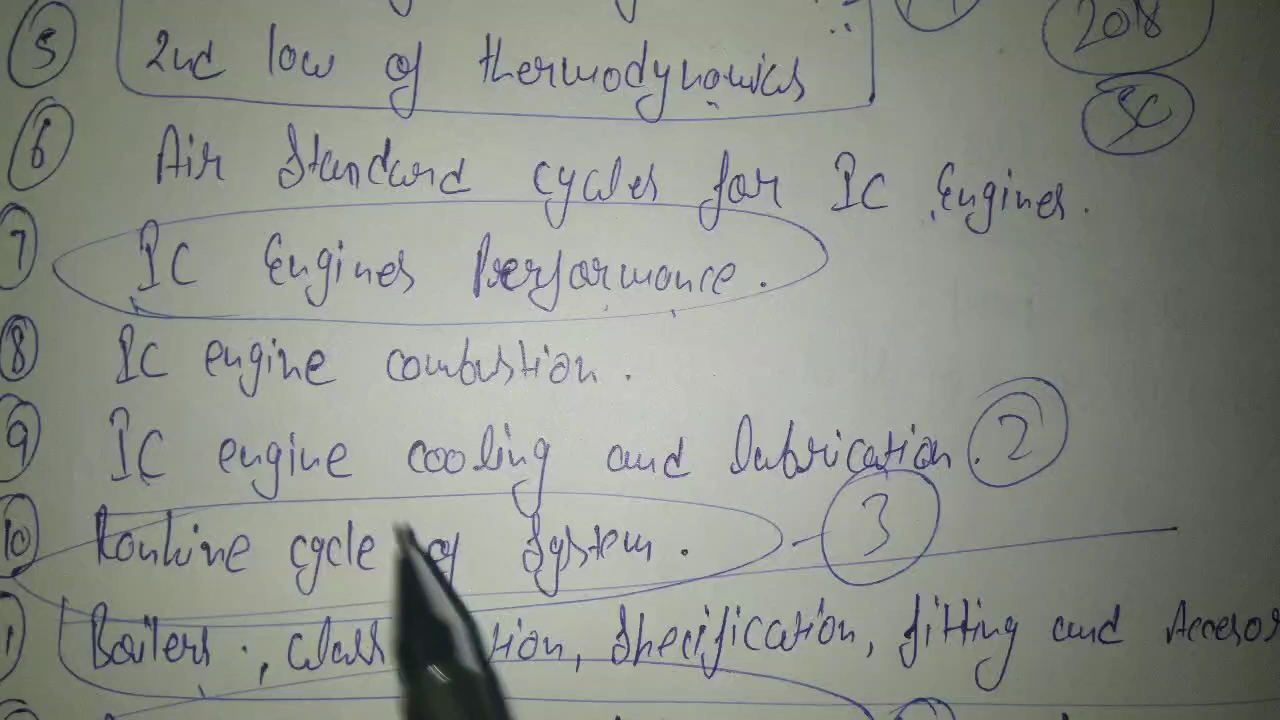 2018
5 2nd low of thermodynomics
SC
6 Air Standard cycles for IC Engines.
7 IC Engines Performance.
8 IC engine combustion.
9 IC engine cooling and lubrication. 2
10 Rankine cycle of System. - 3
Boilers, tion, Specification, fitting and Accesor